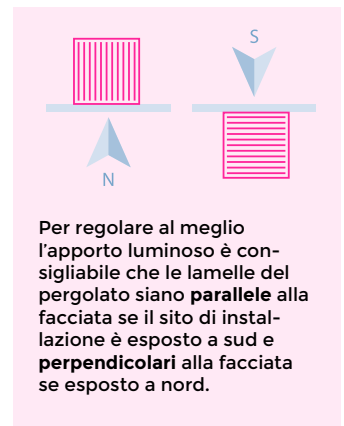 S
N
Per regolare al meglio
l'apporto luminoso è con-
sigliabile che le lamelle del
pergolato siano parallele alla
facciata se il sito di instal-
lazione è esposto a sud e
perpendicolari alla facciata
se esposto a nord.